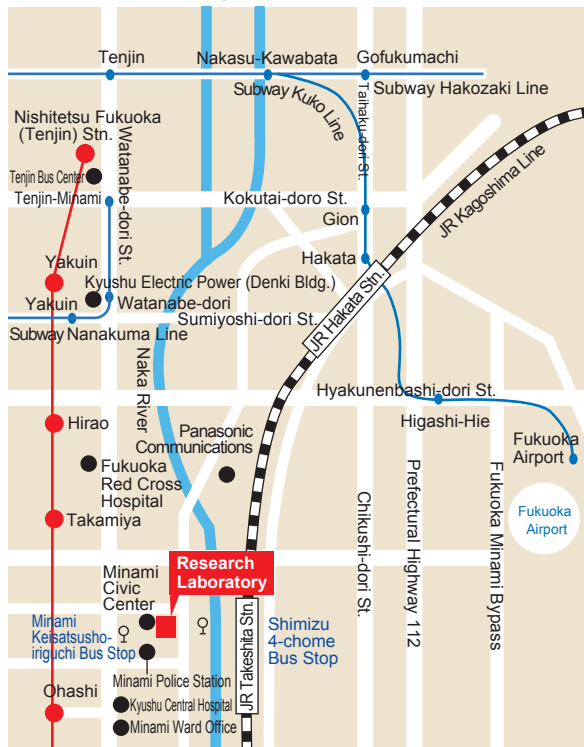 Tenjin
Nakasu-Kawabata
Gofukumachi
Subway Kuko Line
Subway Hakozaki Line
Taihaku-dori St.
Nishitetsu Fukuoka
(Tenjin) Stn.
Watanabe-dori St.
Tenjin Bus Center
Tenjin-Minami
Kokutai-doro St.
Gion
JR Kagoshima Line
Hakata
Yakuin
Kyushu Electric Power (Denki Bldg.)
Watanabe-dori
Yakuin
Sumiyoshi-dori St.
Subway Nanakuma Line
JR Hakata Stn.
Naka River
Hyakunenbashi-dori St.
Higashi-Hie
Hirao
Panasonic
Communications
Fukuoka
Airport
Fukuoka
Red Cross
Hospital
Chikushi-dori St.
Prefectural Highway 112
Fukuoka Minami Bypass
Fukuoka
Airport
Takamiya
Research
Laboratory
Minami
Civic
Center
Minami
Keisatsusho-
iriguchi Bus Stop
Shimizu
4-chome
Bus Stop
JR Takeshita Stn.
Minami Police Station
Ohashi
Kyushu Central Hospital
Minami Ward Office